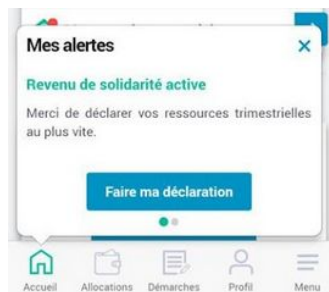 Mes alertes
Revenu de solidarité active
Merci de déclarer vos ressources trimestrielles
au plus vite.
Faire ma déclaration
Accueil Allocations Démarches Profil Menu